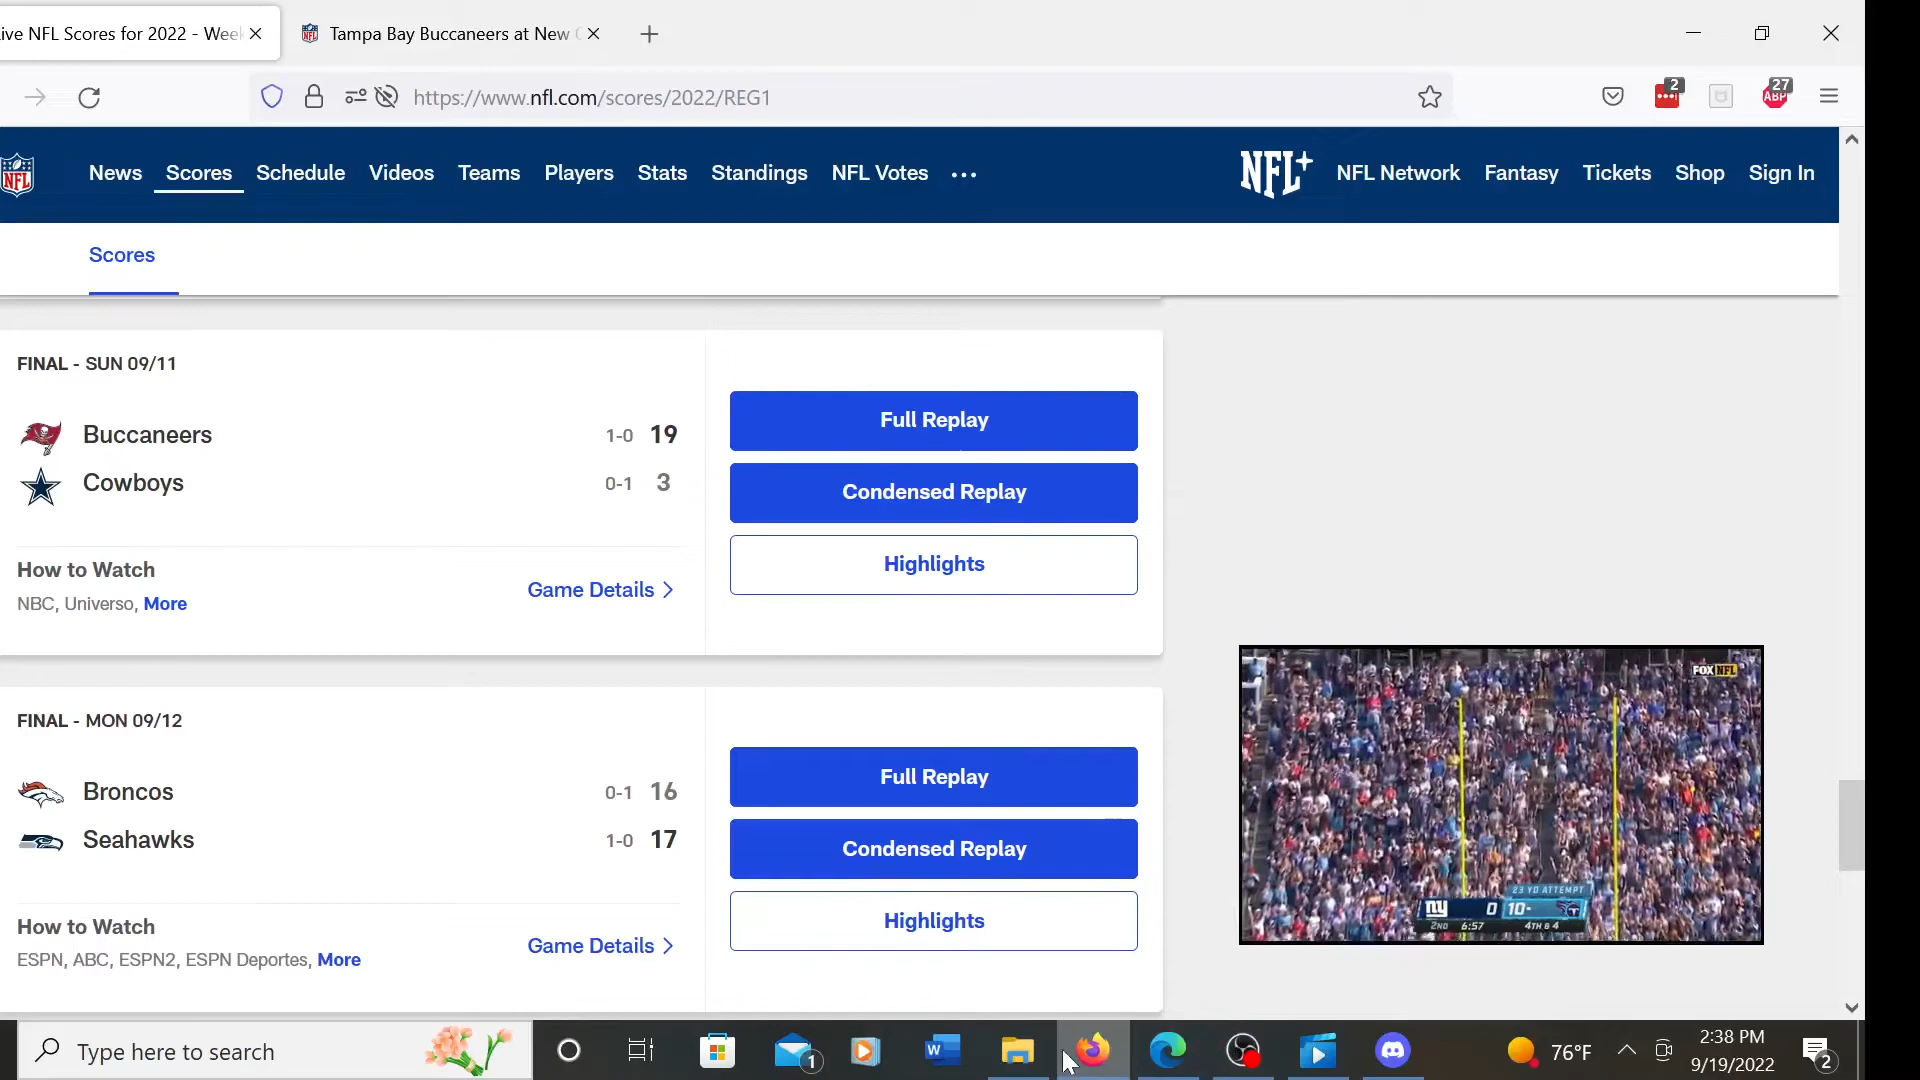 ive NFL Scores for 2022 - Week
Tampa Bay Buccaneers at New
https://www.nfl.com/scores/2022/REG1
2
27
ABP
NFL
News Scores Schedule Videos Teams Players Stats Standings NFL Votes ...
NFL+ NFL Network Fantasy Tickets Shop Sign In
Scores
FINAL - SUN 09/11
Buccaneers 1-0 19
Cowboys 0-1 3
How to Watch
NBC, Universo, More
Game Details
Full Replay
Condensed Replay
Highlights
FINAL - MON 09/12
Broncos 0-1 16
Seahawks 1-0 17
How to Watch
ESPN, ABC, ESPN2, ESPN Deportes, More
Game Details
Full Replay
Condensed Replay
Highlights
FOX NFL
23 YD ATTEMPT
ny 0 10-
2ND 6:57 4TH & 4
Type here to search
1
W
76°F
2:38 PM
9/19/2022
2